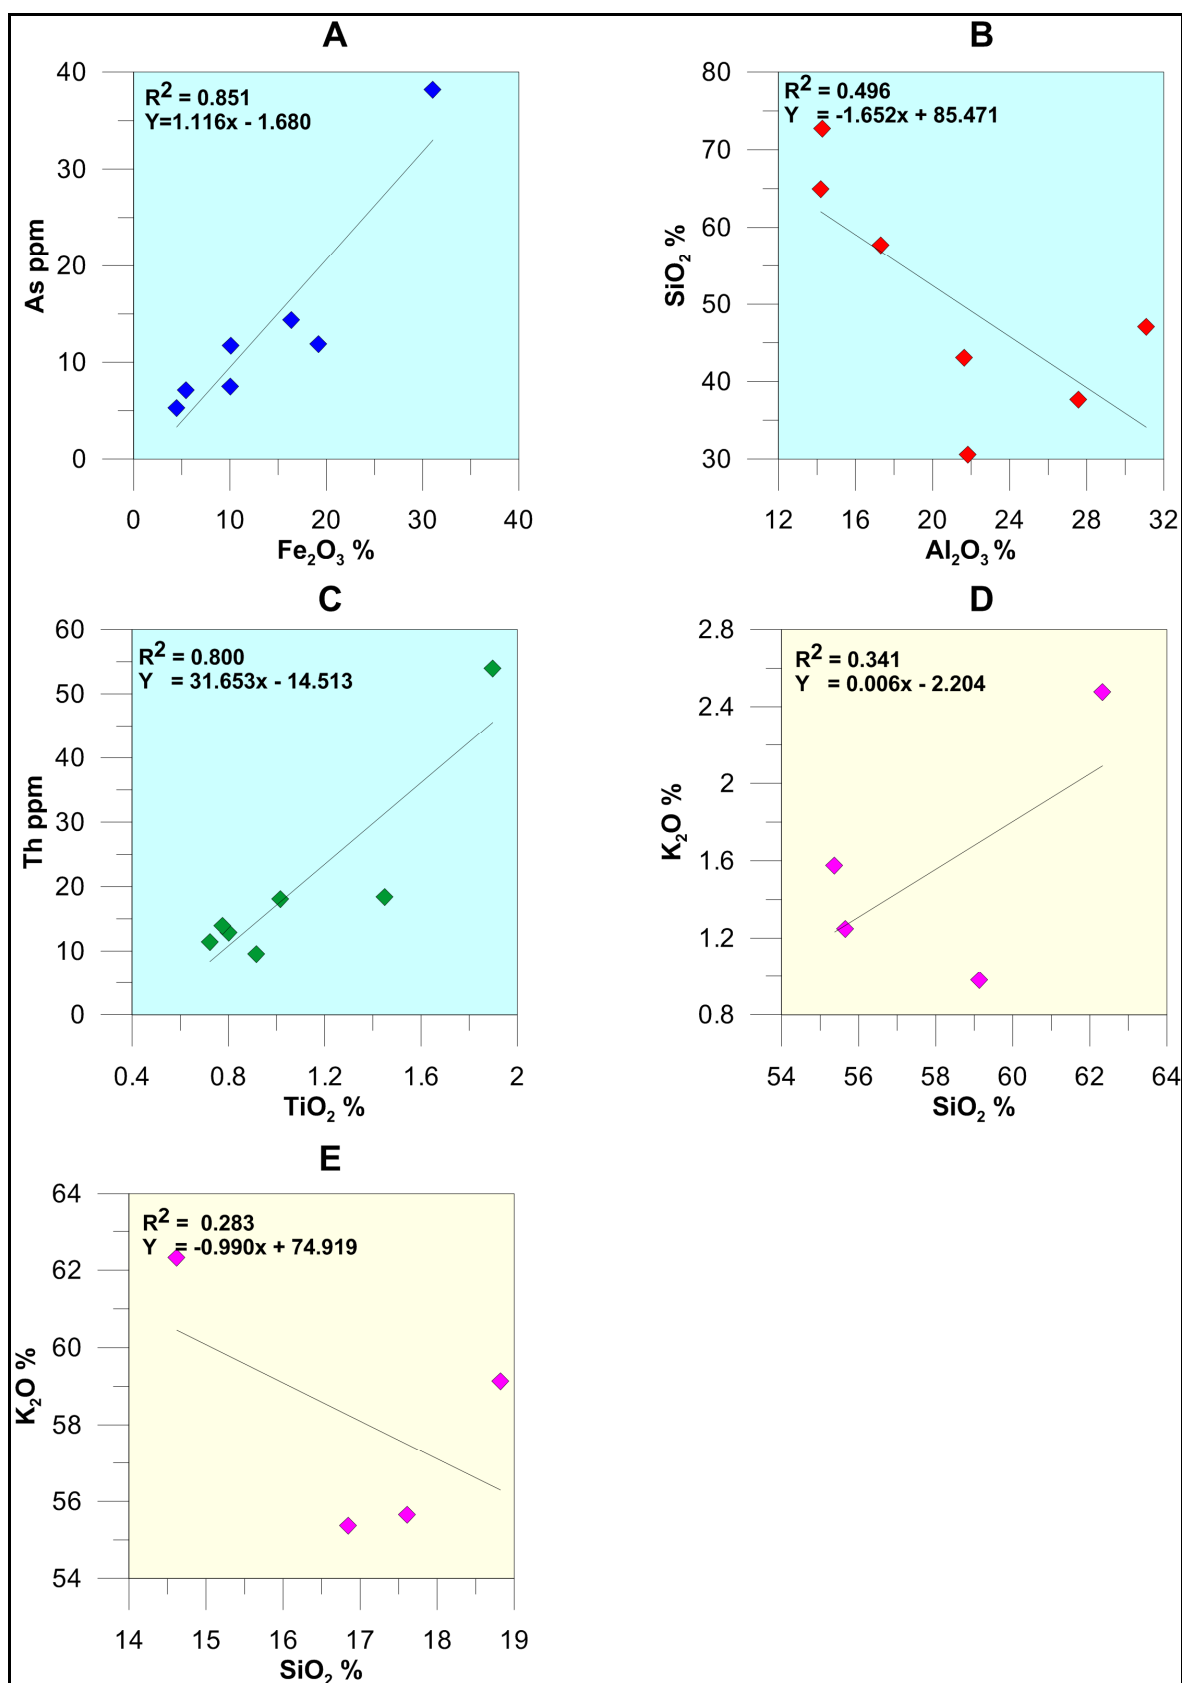 A
R² = 0.851
Y=1.116x - 1.680
40
30
20
10
0
As ppm
0 10 20 30 40
Fe₂O₃ %
B
R² = 0.496
Y = -1.652x + 85.471
80
70
60
50
40
30
SiO₂ %
12 16 20 24 28 32
Al₂O₃ %
C
R² = 0.800
Y = 31.653x - 14.513
60
50
40
30
20
10
0
Th ppm
0.4 0.8 1.2 1.6 2
TiO₂ %
D
R² = 0.341
Y = 0.006x - 2.204
2.8
2.4
2
1.6
1.2
0.8
K₂O %
54 56 58 60 62 64
SiO₂ %
E
R² = 0.283
Y = -0.990x + 74.919
64
62
60
58
56
54
K₂O %
14 15 16 17 18 19
SiO₂ %